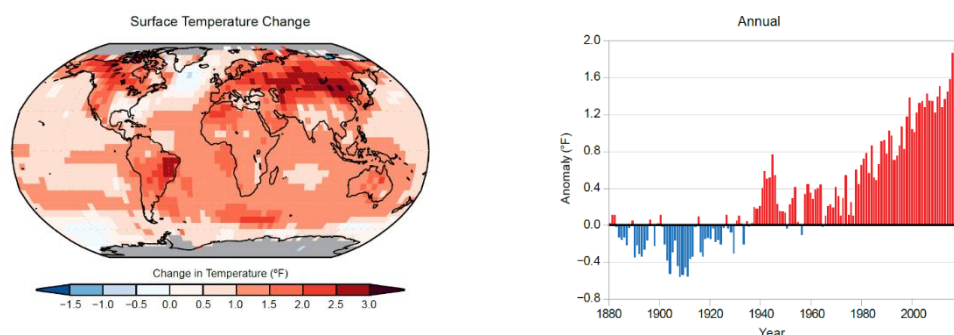 Surface Temperature Change
Change in Temperature (ºF)
−1.5 −1.0 −0.5 0.0 0.5 1.0 1.5 2.0 2.5 3.0
Annual
2.0
1.6
1.2
0.8
0.4
0.0
−0.4
−0.8
Anomaly (°F)
1880 1900 1920 1940 1960 1980 2000
Year